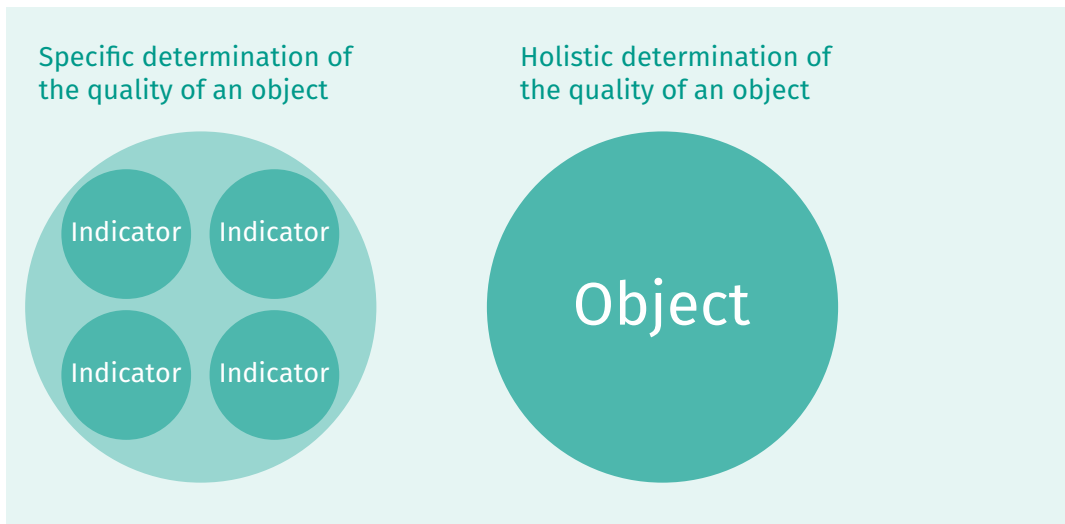 Specific determination of
the quality of an object
Indicator
Indicator
Indicator
Indicator
Holistic determination of
the quality of an object
Object